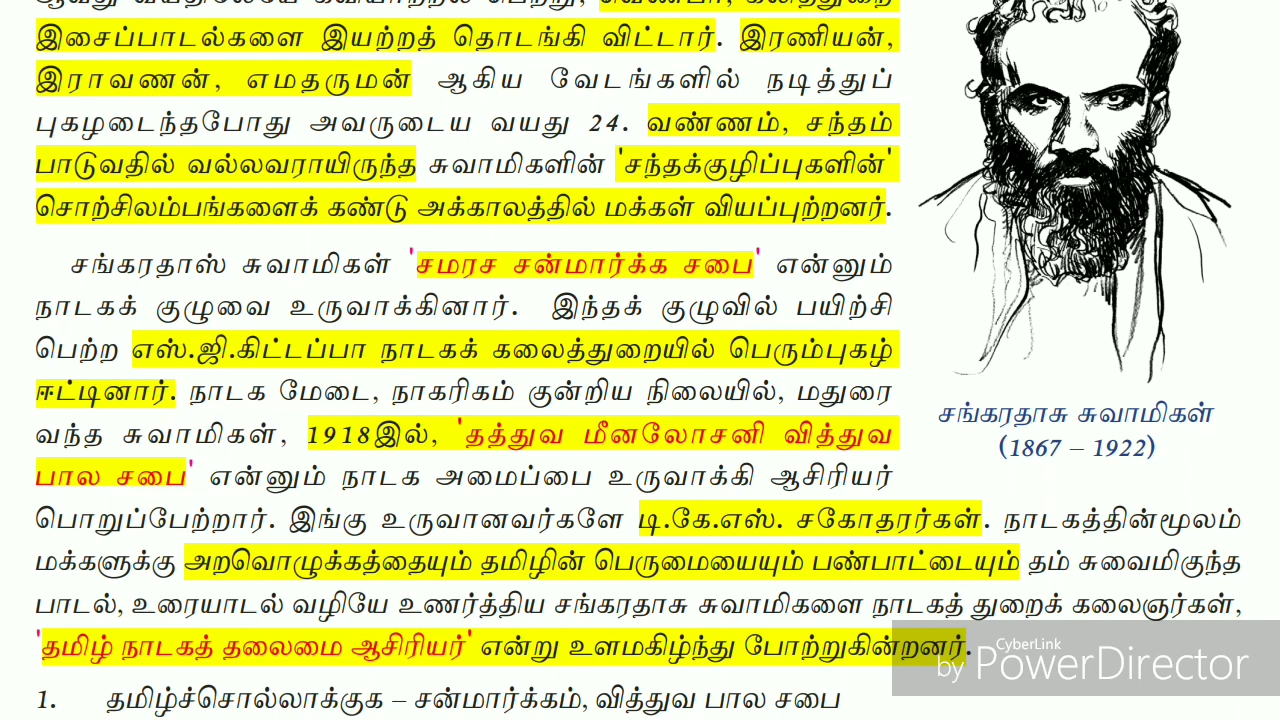 இசைப்பாடல்களை இயற்றத் தொடங்கி விட்டார். இரணியன்,
இராவணன், எமதருமன் ஆகிய வேடங்களில் நடித்துப்
புகழடைந்தபோது அவருடைய வயது 24. வண்ணம், சந்தம்
பாடுவதில் வல்லவராயிருந்த சுவாமிகளின் 'சந்தக்குழிப்புகளின்'
சொற்சிலம்பங்களைக் கண்டு அக்காலத்தில் மக்கள் வியப்புற்றனர்.
சங்கரதாஸ் சுவாமிகள் 'சமரச சன்மார்க்க சபை' என்னும்
நாடகக் குழுவை உருவாக்கினார். இந்தக் குழுவில் பயிற்சி
பெற்ற எஸ்.ஜி.கிட்டப்பா நாடகக் கலைத்துறையில் பெரும்புகழ்
ஈட்டினார். நாடக மேடை, நாகரிகம் குன்றிய நிலையில், மதுரை
வந்த சுவாமிகள், 1918இல், 'தத்துவ மீனலோசனி வித்துவ
பால சபை' என்னும் நாடக அமைப்பை உருவாக்கி ஆசிரியர்
பொறுப்பேற்றார். இங்கு உருவானவர்களே டி.கே.எஸ். சகோதரர்கள். நாடகத்தின்மூலம்
மக்களுக்கு அறவொழுக்கத்தையும் தமிழின் பெருமையையும் பண்பாட்டையும் தம் சுவைமிகுந்த
பாடல், உரையாடல் வழியே உணர்த்திய சங்கரதாசு சுவாமிகளை நாடகத் துறைக் கலைஞர்கள்,
'தமிழ் நாடகத் தலைமை ஆசிரியர்' என்று உளமகிழ்ந்து போற்றுகின்றனர்.
1. தமிழ்ச்சொல்லாக்குக – சன்மார்க்கம், வித்துவ பால சபை
சங்கரதாசு சுவாமிகள்
(1867 – 1922)
CyberLink
by PowerDirector